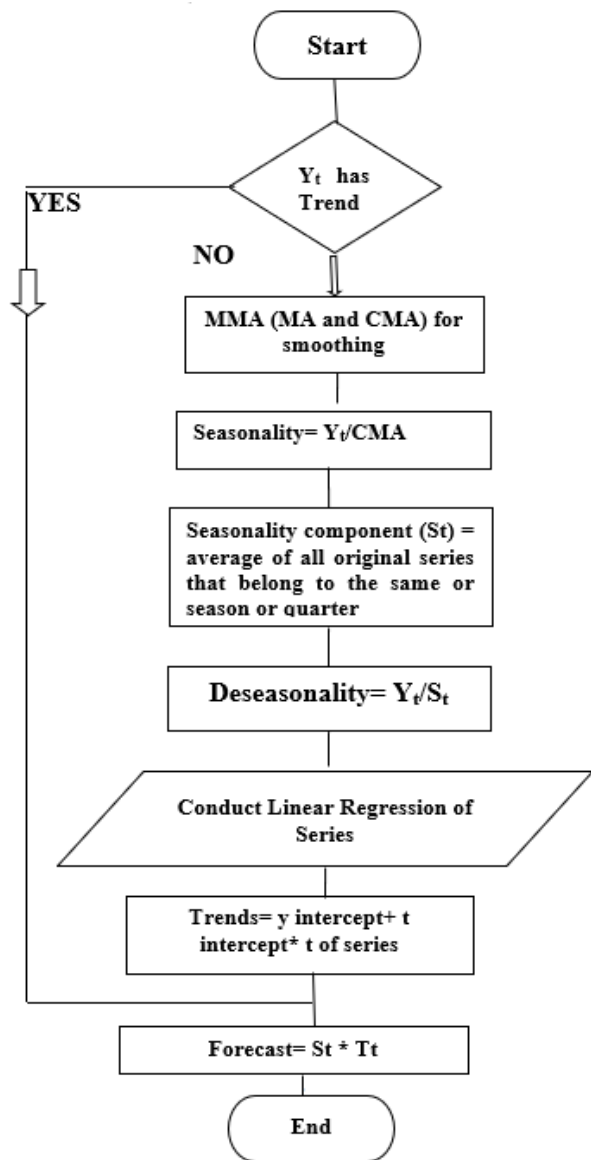 Start
Yt has
Trend
YES
NO
MMA (MA and CMA) for
smoothing
Seasonality= Yt/CMA
Seasonality component (St) =
average of all original series
that belong to the same or
season or quarter
Deseasonality= Yt/St
Conduct Linear Regression of
Series
Trends= y intercept+ t
intercept* t of series
Forecast= St * Tt
End